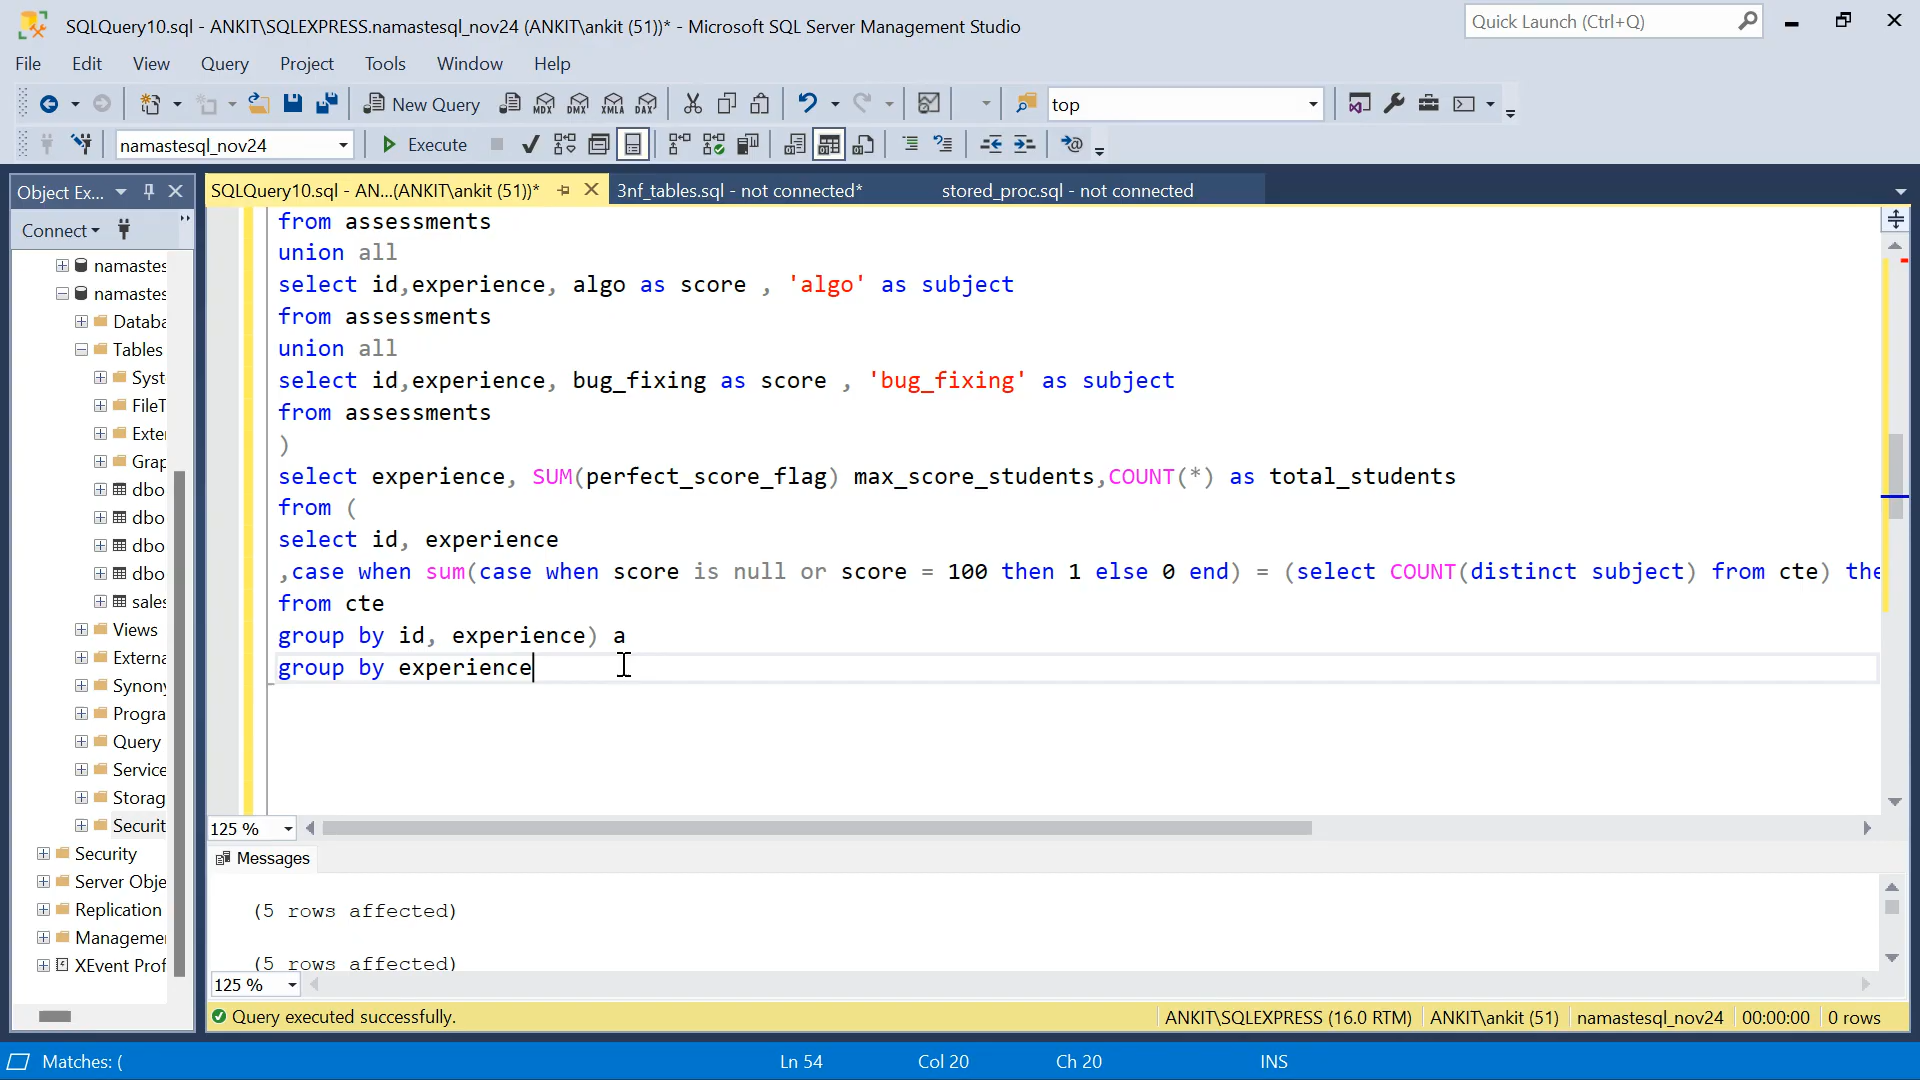 SQLQuery10.sql - ANKIT\SQLEXPRESS.namastesql_nov24 (ANKIT\ankit (51))* - Microsoft SQL Server Management Studio
Quick Launch (Ctrl+Q)
File Edit View Query Project Tools Window Help
New Query MDX DMX XMLA DAX top
namastesql_nov24 Execute
Object Ex...
SQLQuery10.sql - AN...(ANKIT\ankit (51))* 3nf_tables.sql - not connected* stored_proc.sql - not connected
Connect
namastes
namastes
Databa
Tables
Syst
FileT
Exter
Grap
dbo
dbo
dbo
dbo
sales
Views
Externa
Synony
Progra
Query
Service
Storag
Securit
Security
Server Obje
Replication
Managemen
XEvent Prof
from assessments
union all
select id,experience, algo as score , 'algo' as subject
from assessments
union all
select id,experience, bug_fixing as score , 'bug_fixing' as subject
from assessments
)
select experience, SUM(perfect_score_flag) max_score_students,COUNT(*) as total_students
from (
select id, experience
,case when sum(case when score is null or score = 100 then 1 else 0 end) = (select COUNT(distinct subject) from cte) the
from cte
group by id, experience) a
group by experience
125 %
Messages
(5 rows affected)
(5 rows affected)
125 %
Query executed successfully. ANKIT\SQLEXPRESS (16.0 RTM) ANKIT\ankit (51) namastesql_nov24 00:00:00 0 rows
Matches: ( Ln 54 Col 20 Ch 20 INS